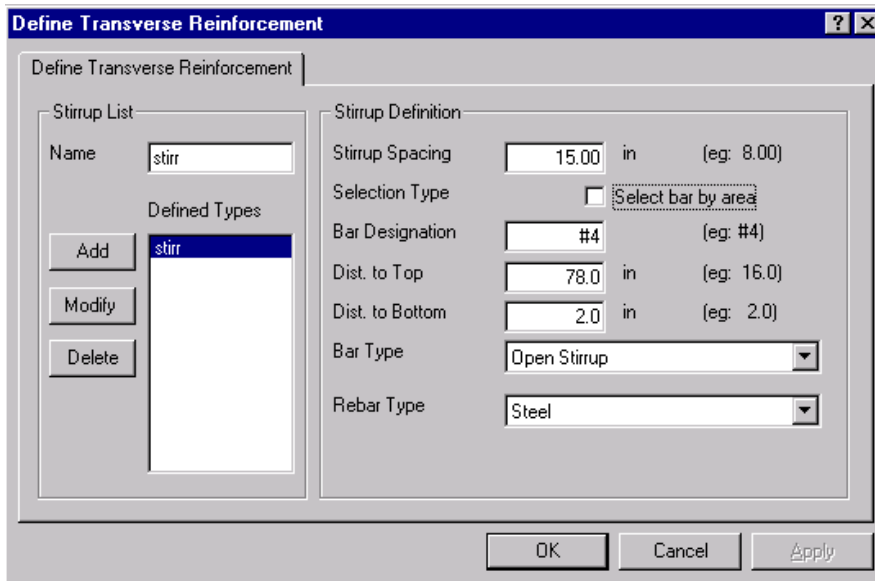 Define Transverse Reinforcement
Define Transverse Reinforcement
Stirrup List
Name stirr
Defined Types
stirr
Add
Modify
Delete
Stirrup Definition
Stirrup Spacing 15.00 in (eg: 8.00)
Selection Type Select bar by area
Bar Designation #4 (eg: #4)
Dist. to Top 78.0 in (eg: 16.0)
Dist. to Bottom 2.0 in (eg: 2.0)
Bar Type Open Stirrup
Rebar Type Steel
OK Cancel Apply